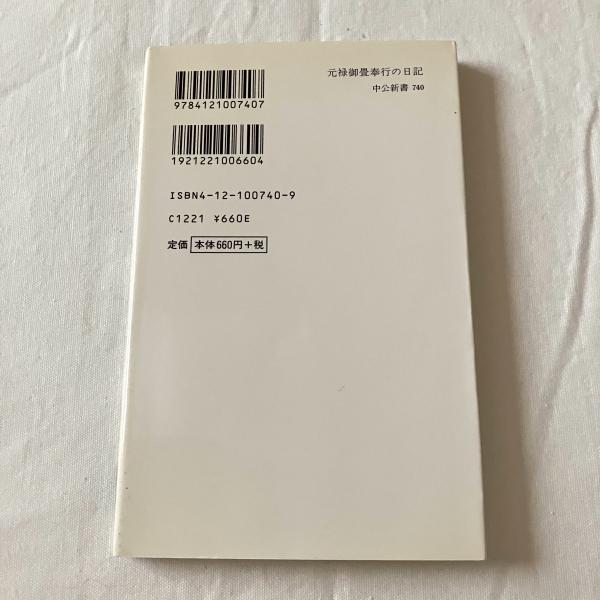 元禄御畳奉行の日記
中公新書 740
9784121007407
1921221006604
ISBN4-12-100740-9
C1221 ¥660E
定価 本体660円+税